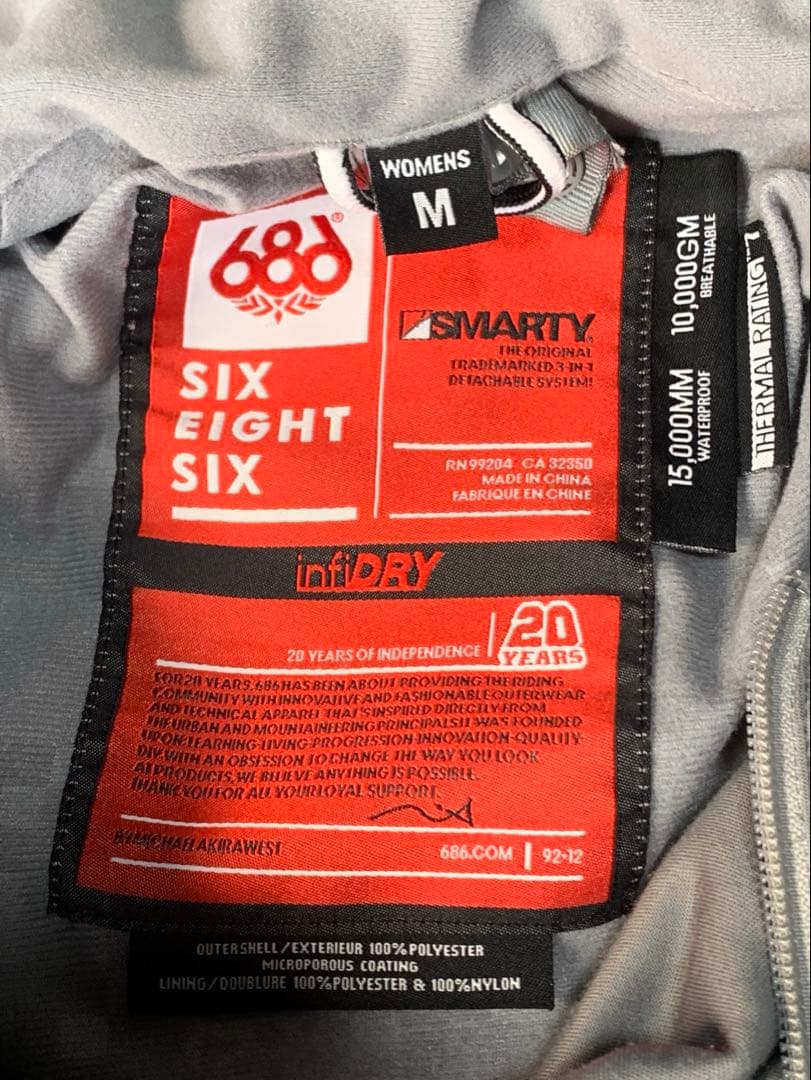 WOMENS
M
686®
SIX
EIGHT
SIX
SMARTY
THE ORIGINAL
TRADEMARKED 3-IN-1
DETACHABLE SYSTEM!
RN 99204 CA 32350
MADE IN CHINA
FABRIQUE EN CHINE
15,000MM 10,000GM
WATERPROOF BREATHABLE
THERMAL RATING
infiDRY
20 YEARS OF INDEPENDENCE
20
YEARS
FOR 20 YEARS, 686 HAS BEEN ABOUT PROVIDING THE RIDING
COMMUNITY WITH INNOVATIVE AND FASHIONABLE OUTERWEAR
AND TECHNICAL APPAREL THAT'S INSPIRED DIRECTLY FROM
THE URBAN AND MOUNTAINEERING PRINCIPALS. IT WAS FOUNDED
UPON: LEARNING-LIVING-PROGRESSION-INNOVATION-QUALITY-
DIY. WITH AN OBSESSION TO CHANGE THE WAY YOU LOOK
AT PRODUCTS, WE BELIEVE ANYTHING IS POSSIBLE.
THANK YOU FOR ALL YOUR LOYAL SUPPORT.
BY MICHAEL AKIRA WEST
686.COM | 92-12
OUTERSHELL/EXTERIEUR 100% POLYESTER
MICROPOROUS COATING
LINING/DOUBLURE 100% POLYESTER & 100% NYLON